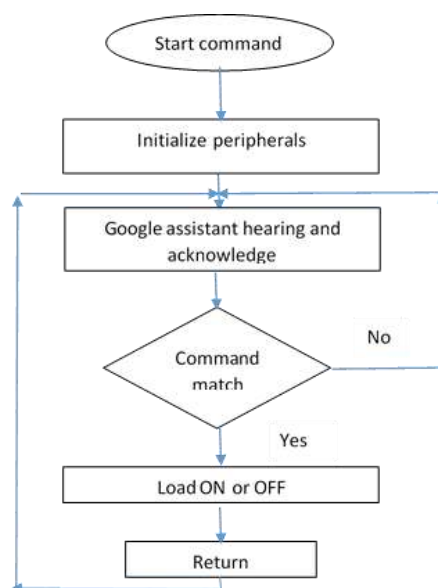 Start command
Initialize peripherals
Google assistant hearing and
acknowledge
Command
match
No
Yes
Load ON or OFF
Return